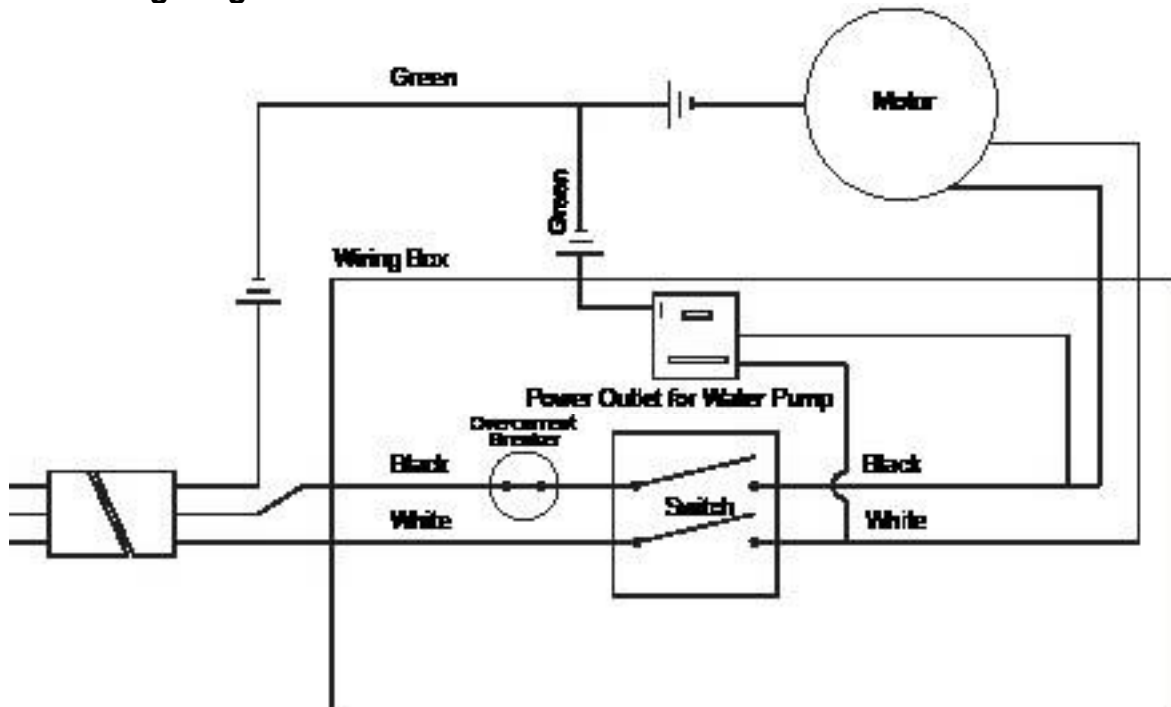 Green
Motor
Green
Wiring Box
Power Outlet for Water Pump
Overcurrent
Breaker
Black
Black
Switch
White
White